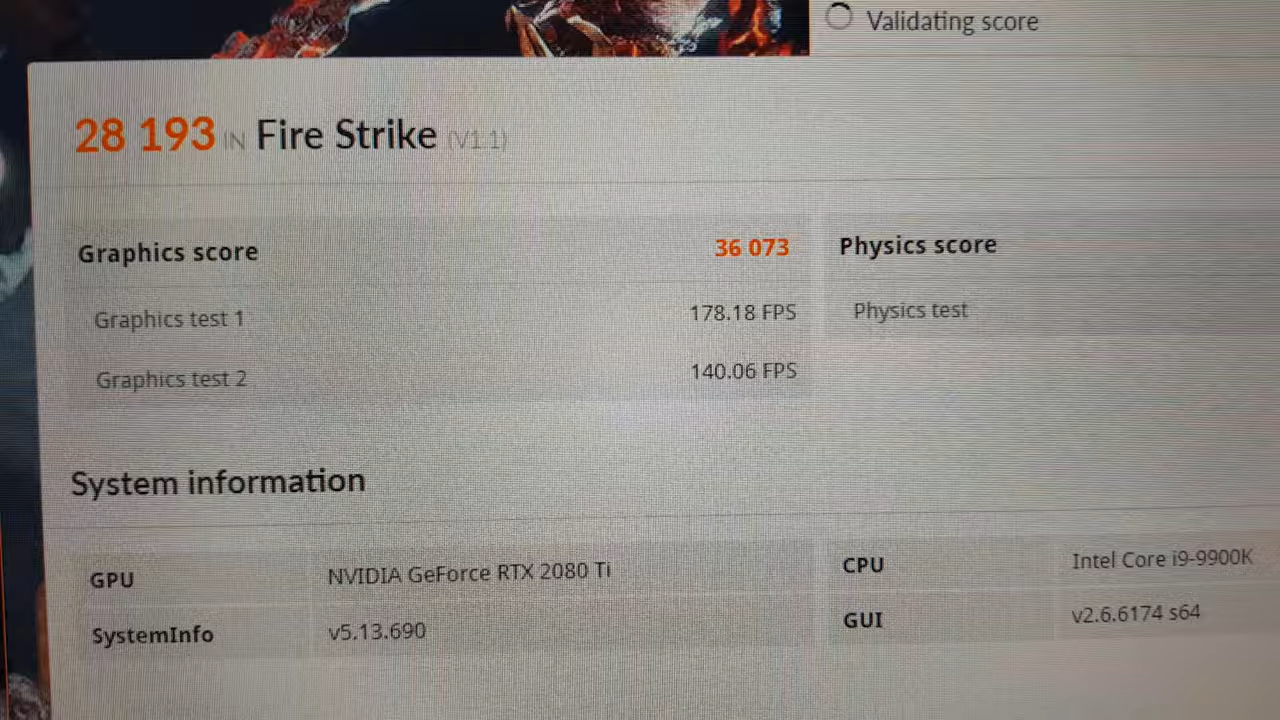 Validating score
28 193 IN Fire Strike (V1.1)
Graphics score 36 073
Graphics test 1 178.18 FPS
Graphics test 2 140.06 FPS
Physics score
Physics test
System information
GPU NVIDIA GeForce RTX 2080 Ti
SystemInfo v5.13.690
CPU Intel Core i9-9900K
GUI v2.6.6174 s64